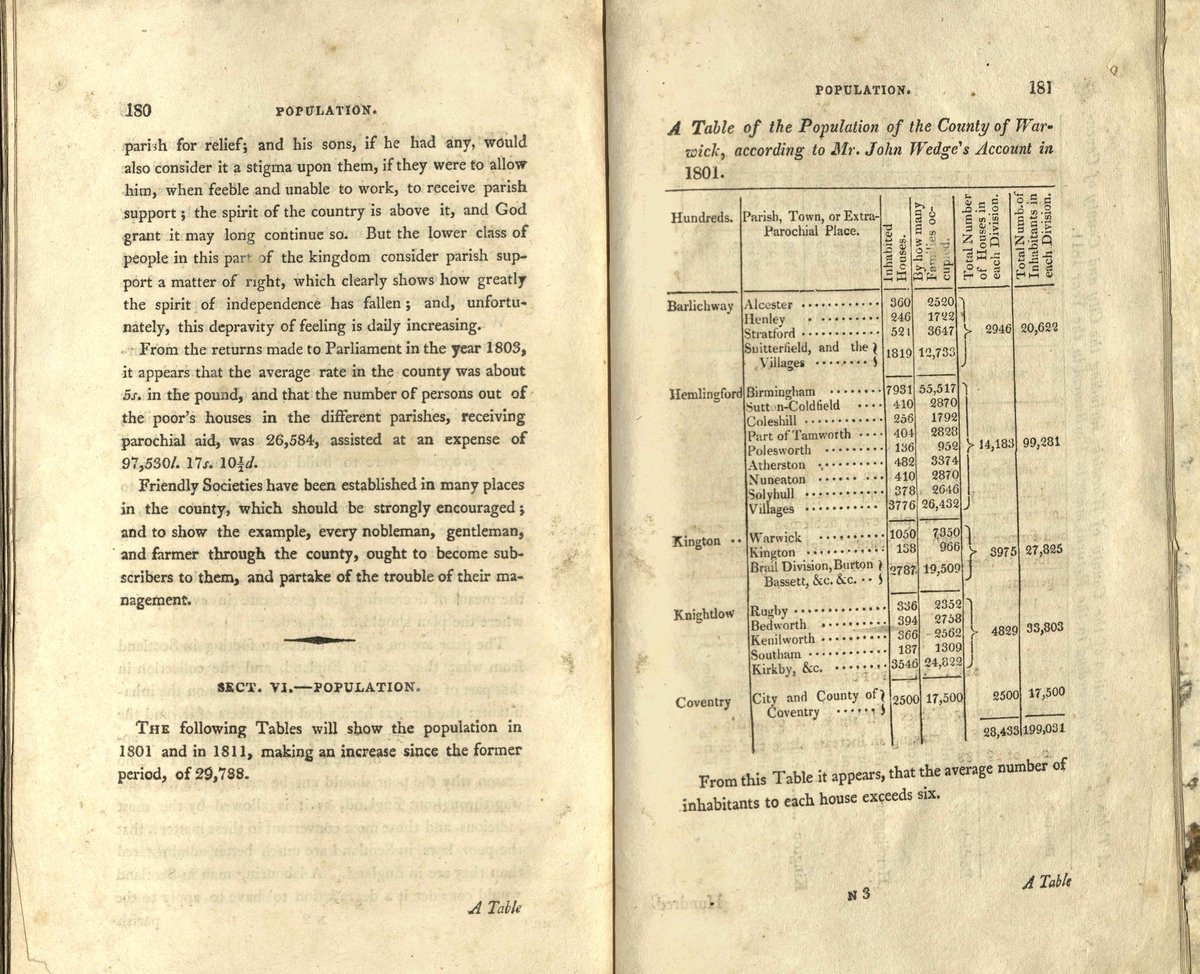 180
POPULATION.
parish for relief; and his sons, if he had any, would
also consider it a stigma upon them, if they were to allow
him, when feeble and unable to work, to receive parish
support; the spirit of the country is above it, and God
grant it may long continue so. But the lower class of
people in this part of the kingdom consider parish sup-
port a matter of right, which clearly shows how greatly
the spirit of independence has fallen; and, unfortu-
nately, this depravity of feeling is daily increasing.
From the returns made to Parliament in the year 1803,
it appears that the average rate in the county was about
5s. in the pound, and that the number of persons out of
the poor's houses in the different parishes, receiving
parochial aid, was 26,584, assisted at an expense of
97,530l. 17s. 10½d.
Friendly Societies have been established in many places
in the county, which should be strongly encouraged;
and to show the example, every nobleman, gentleman,
and farmer through the county, ought to become sub-
scribers to them, and partake of the trouble of their ma-
nagement.
SECT. VI.—POPULATION.
THE following Tables will show the population in
1801 and in 1811, making an increase since the former
period, of 29,788.
A Table
POPULATION.
181
A Table of the Population of the County of War-
wick, according to Mr. John Wedge's Account in
1801.
Hundreds. Parish, Town, or Extra-Parochial Place. Inhabited Houses. By how many Families occupied. Total Number of Houses in each Division. Total Numb. of Inhabitants in each Division.
Barlichway Alcester 360 2520
Henley 246 1722
Stratford 521 3647 2946 20,622
Snitterfield, and the
Villages 1819 12,733
Hemlingford Birmingham 7931 55,517
Sutton-Coldfield 410 2870
Coleshill 256 1792
Part of Tamworth 404 2828
Polesworth 136 952 14,183 99,281
Atherston 482 3374
Nuneaton 410 2870
Solyhull 378 2646
Villages 3776 26,432
Kington Warwick 1050 7350
Kington 138 966 3975 27,825
Brail Division, Burton
Bassett, &c. &c. 2787 19,509
Knightlow Rugby 336 2352
Bedworth 394 2758
Kenilworth 366 2562 4829 33,803
Southam 187 1309
Kirkby, &c. 3546 24,822
Coventry City and County of
Coventry 2500 17,500 2500 17,500
28,433 199,031
From this Table it appears, that the average number of
inhabitants to each house exceeds six.
N 3
A Table